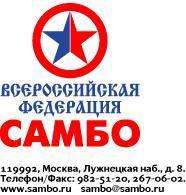 ВСЕРОССИЙСКАЯ
ФЕДЕРАЦИЯ
САМБО
119992, Москва, Лужнецкая наб., д. 8.
Телефон/Факс: 982-51-20, 267-06-02.
www.sambo.ru sambo@sambo.ru